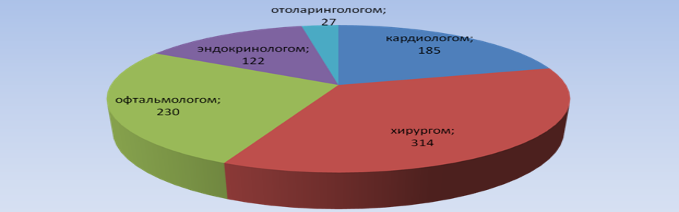 отоларингологом;
27
кардиологом;
185
эндокринологом;
122
офтальмологом;
230
хирургом;
314